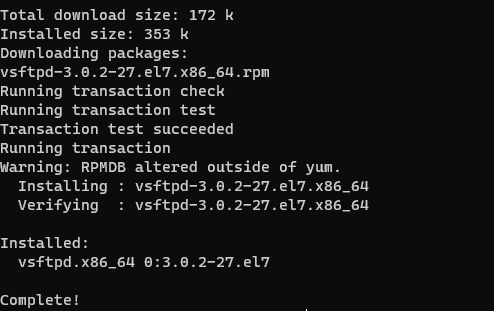 Total download size: 172 k
Installed size: 353 k
Downloading packages:
vsftpd-3.0.2-27.el7.x86_64.rpm
Running transaction check
Running transaction test
Transaction test succeeded
Running transaction
Warning: RPMDB altered outside of yum.
  Installing : vsftpd-3.0.2-27.el7.x86_64
  Verifying  : vsftpd-3.0.2-27.el7.x86_64

Installed:
  vsftpd.x86_64 0:3.0.2-27.el7

Complete!